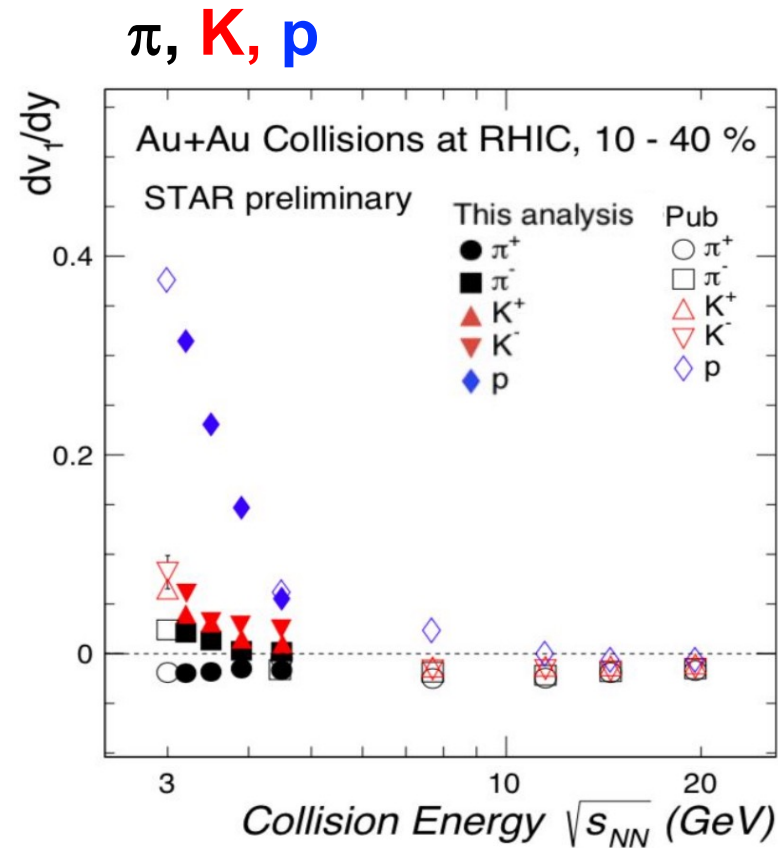 π, K, p
dv₁/dy
Au+Au Collisions at RHIC, 10 - 40 %
STAR preliminary
This analysis Pub
π⁺ π⁺
π⁻ π⁻
K⁺ K⁺
K⁻ K⁻
p p
0.4
0.2
0
3 10 20
Collision Energy √s_NN (GeV)